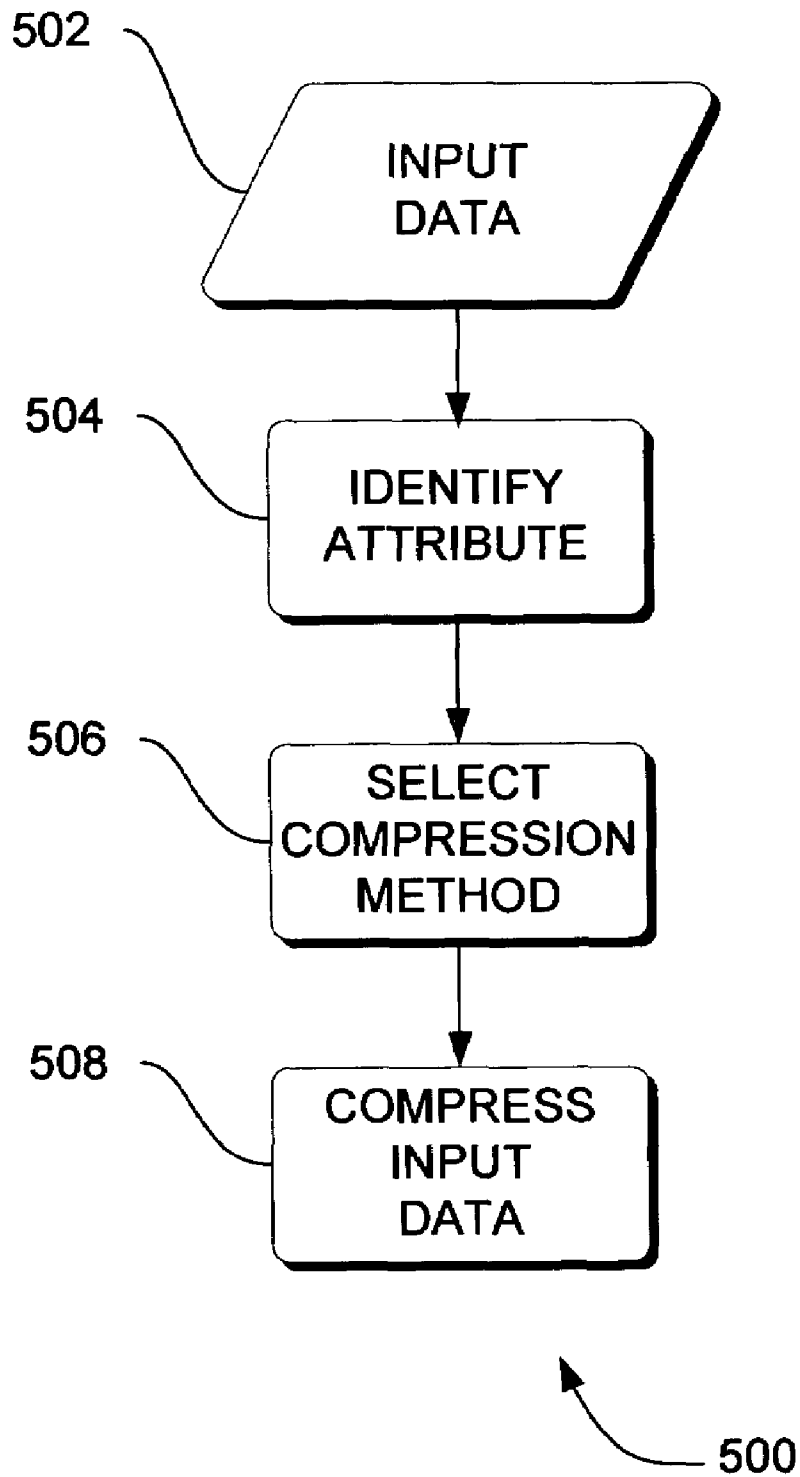 502
INPUT
DATA
504
IDENTIFY
ATTRIBUTE
506
SELECT
COMPRESSION
METHOD
508
COMPRESS
INPUT
DATA
500